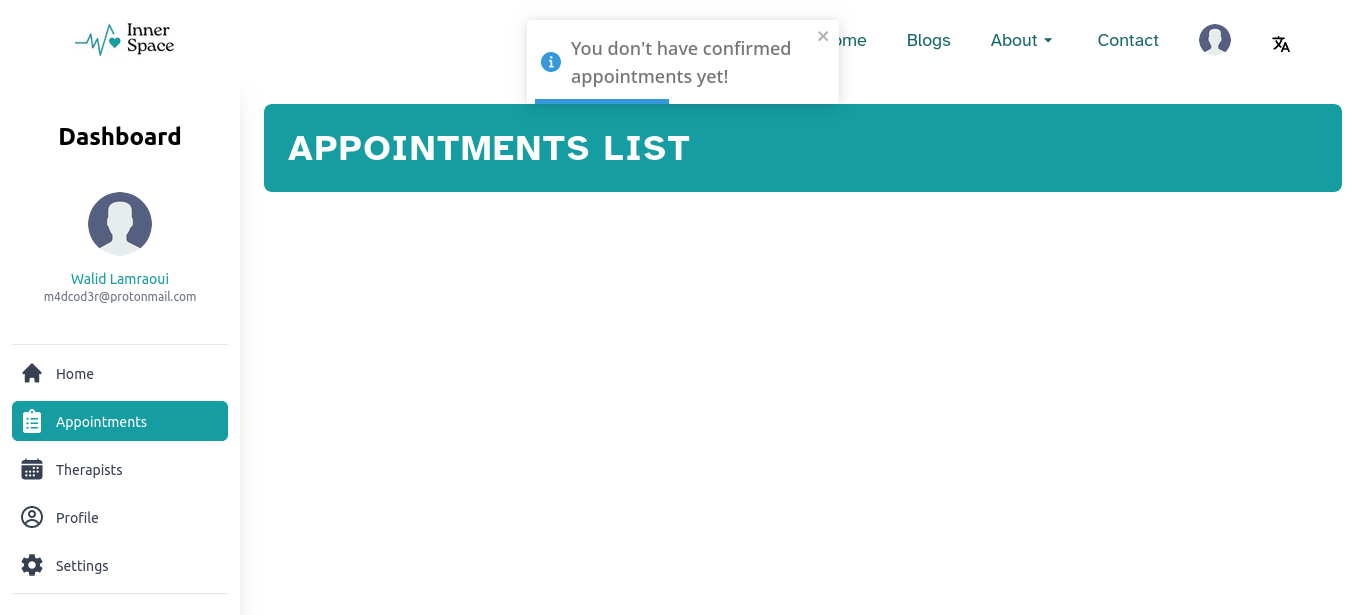 Inner
Space
You don't have confirmed
appointments yet!
ome
Blogs
About
Contact
Dashboard
APPOINTMENTS LIST
Walid Lamraoui
m4dcod3r@protonmail.com
Home
Appointments
Therapists
Profile
Settings